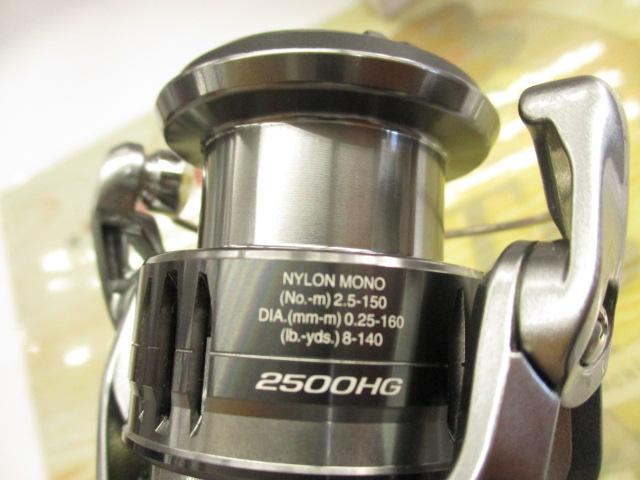 NYLON MONO
(No.-m) 2.5-150
DIA.(mm-m) 0.25-160
(lb.-yds.) 8-140
2500HG